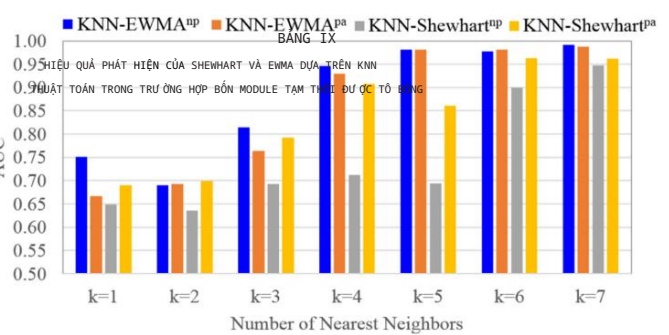 KNN-EWMAnp KNN-EWMApa KNN-Shewhartnp KNN-Shewhartpa
BẢNG IX
HIỆU QUẢ PHÁT HIỆN CỦA SHEWHART VÀ EWMA DỰA TRÊN KNN
THUẬT TOÁN TRONG TRƯỜNG HỢP BỐN MODULE TẠM THỜI ĐƯỢC TÔ BÓNG
1.00
0.95
0.90
0.85
0.80
0.75
0.70
0.65
0.60
0.55
0.50
AUC
k=1 k=2 k=3 k=4 k=5 k=6 k=7
Number of Nearest Neighbors